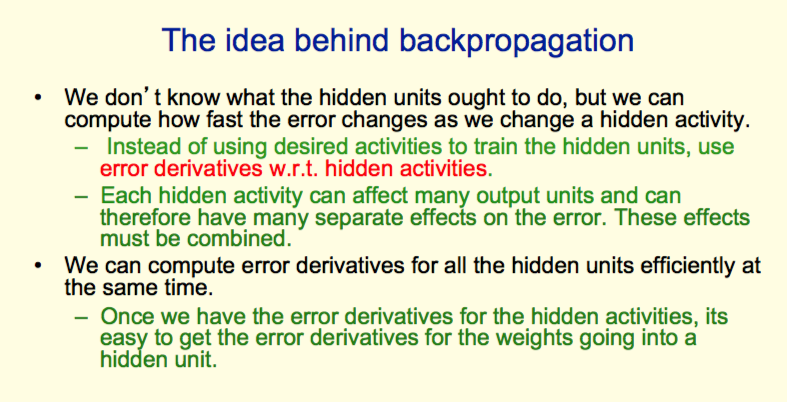 The idea behind backpropagation
• We don’t know what the hidden units ought to do, but we can
compute how fast the error changes as we change a hidden activity.
– Instead of using desired activities to train the hidden units, use
error derivatives w.r.t. hidden activities.
– Each hidden activity can affect many output units and can
therefore have many separate effects on the error. These effects
must be combined.
• We can compute error derivatives for all the hidden units efficiently at
the same time.
– Once we have the error derivatives for the hidden activities, its
easy to get the error derivatives for the weights going into a
hidden unit.